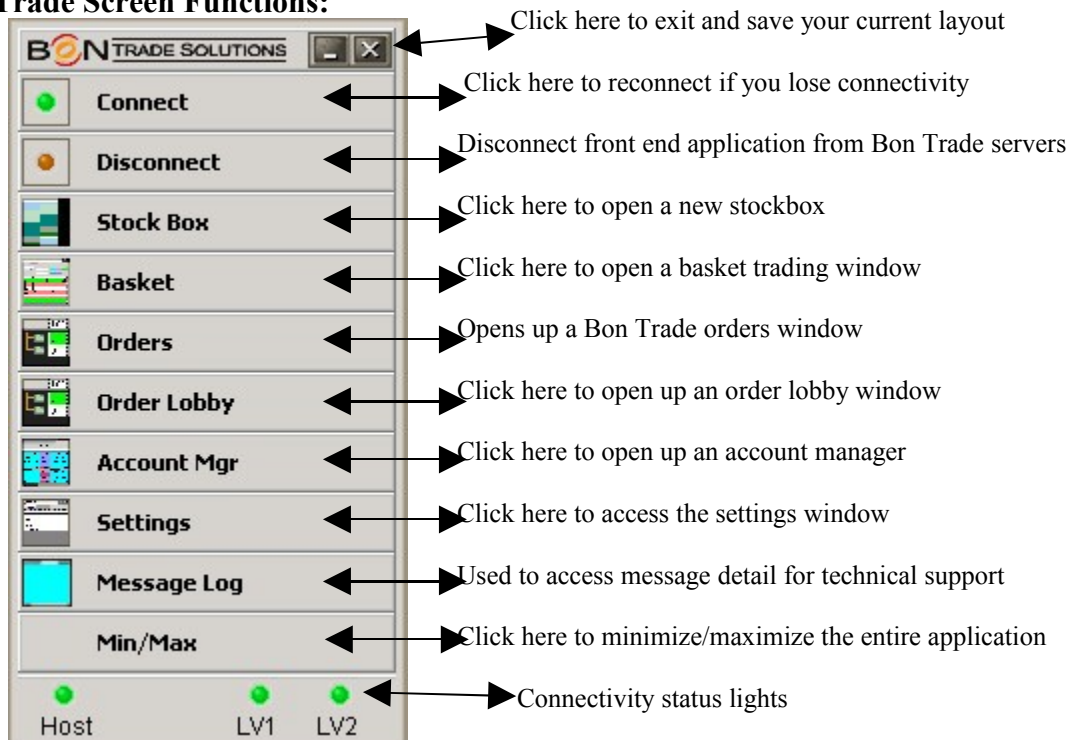 Trade Screen Functions:
BON TRADE SOLUTIONS
Click here to exit and save your current layout
Connect
Click here to reconnect if you lose connectivity
Disconnect
Disconnect front end application from Bon Trade servers
Stock Box
Click here to open a new stockbox
Basket
Click here to open a basket trading window
Orders
Opens up a Bon Trade orders window
Order Lobby
Click here to open up an order lobby window
Account Mgr
Click here to open up an account manager
Settings
Click here to access the settings window
Message Log
Used to access message detail for technical support
Min/Max
Click here to minimize/maximize the entire application
Connectivity status lights
Host LV1 LV2